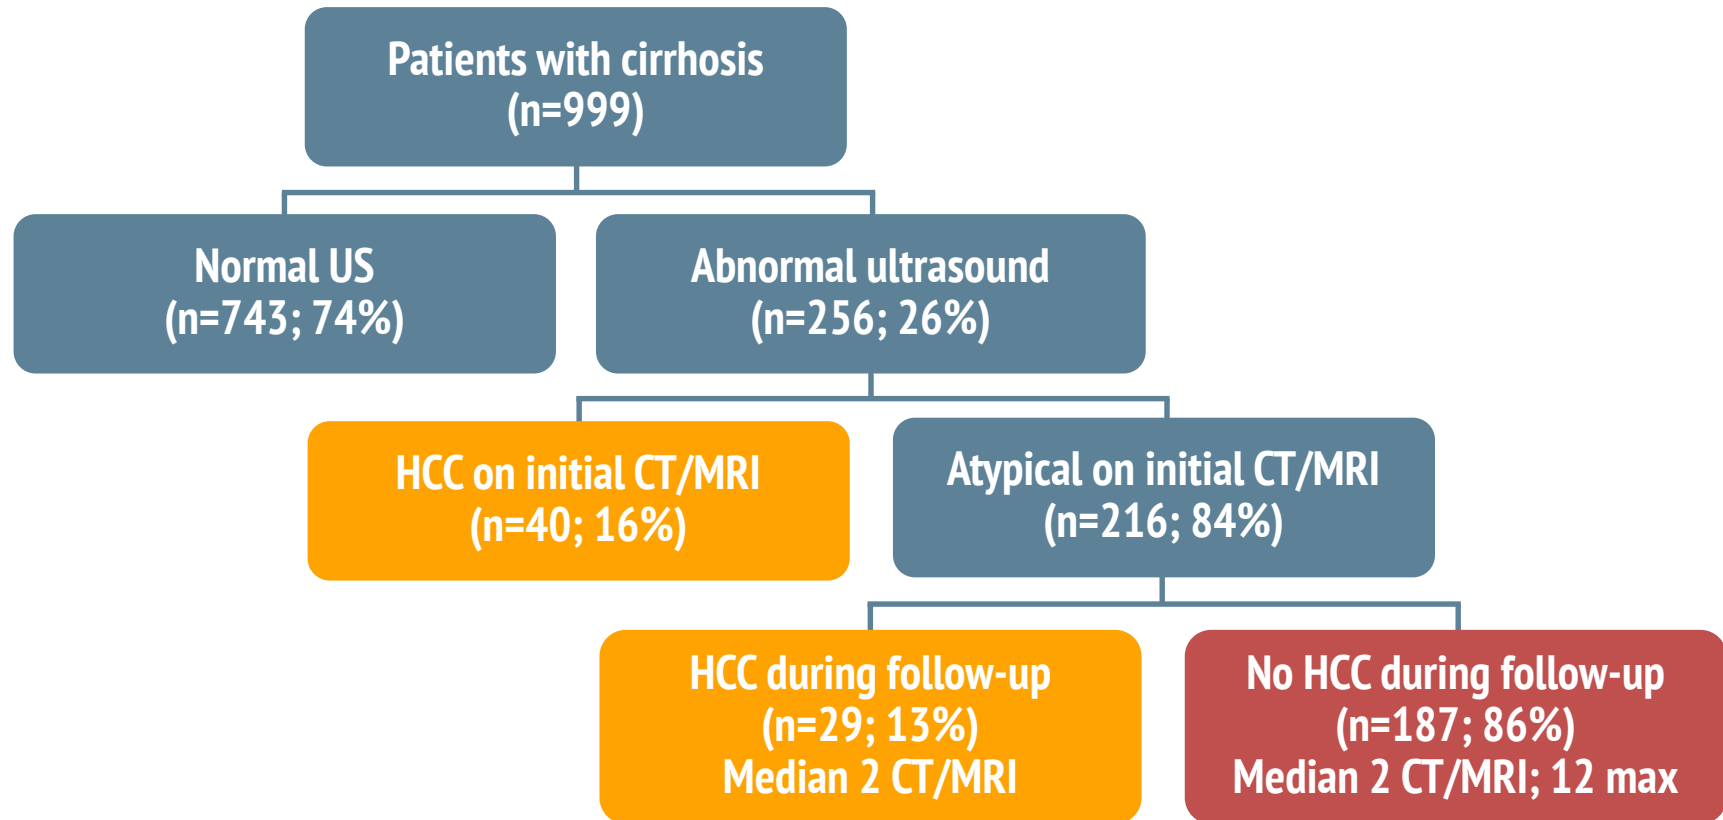 Patients with cirrhosis
(n=999)
Normal US
(n=743; 74%)
Abnormal ultrasound
(n=256; 26%)
HCC on initial CT/MRI
(n=40; 16%)
Atypical on initial CT/MRI
(n=216; 84%)
HCC during follow-up
(n=29; 13%)
Median 2 CT/MRI
No HCC during follow-up
(n=187; 86%)
Median 2 CT/MRI; 12 max